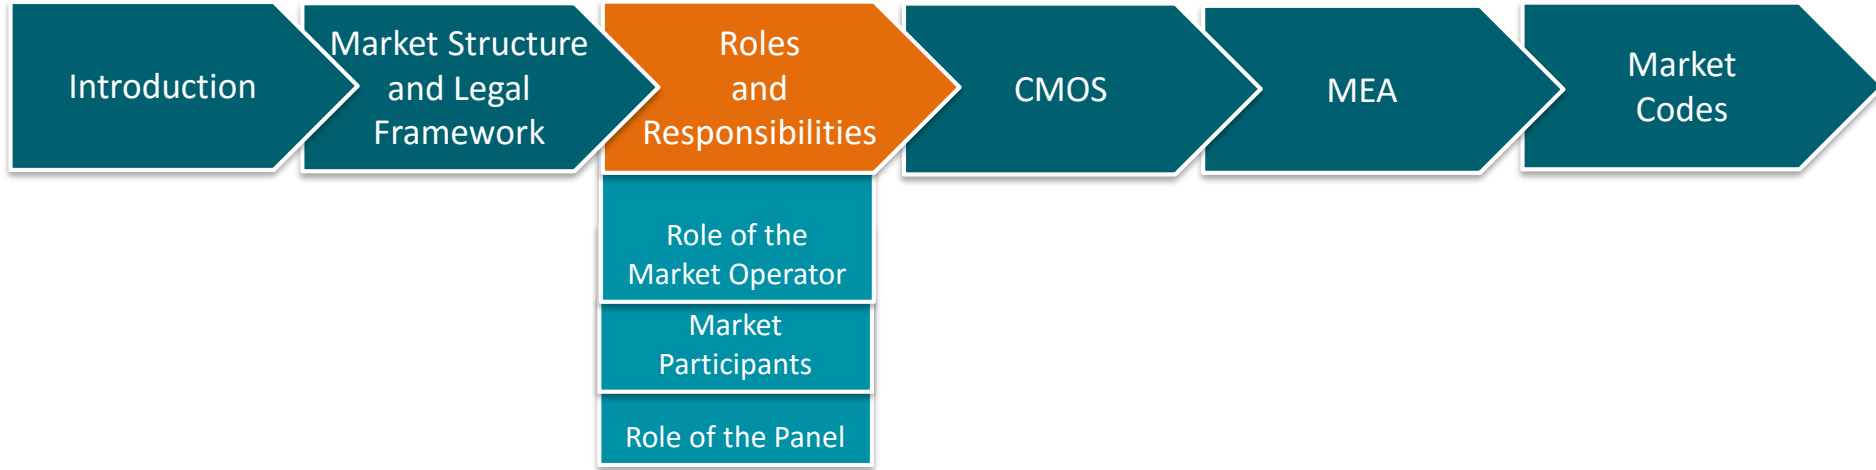 Introduction
Market Structure
and Legal
Framework
Roles
and
Responsibilities
CMOS
MEA
Market
Codes
Role of the
Market Operator
Market
Participants
Role of the Panel